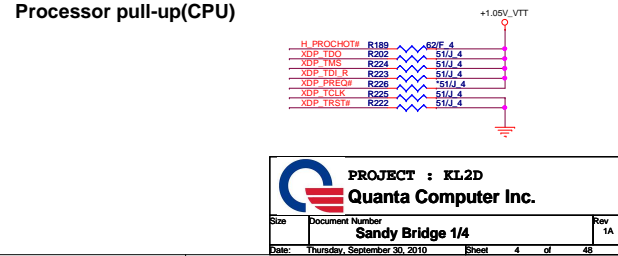 Processor pull-up(CPU)
+1.05V_VTT
H_PROCHOT# R189 62/F_4
XDP_TDO R202 51/J_4
XDP_TMS R224 51/J_4
XDP_TDI_R R223 51/J_4
XDP_PREQ# R226 *51/J_4
XDP_TCLK R225 51/J_4
XDP_TRST# R222 51/J_4
PROJECT : KL2D
Quanta Computer Inc.
Size Document Number Rev
Sandy Bridge 1/4 1A
Date: Thursday, September 30, 2010 Sheet 4 of 48